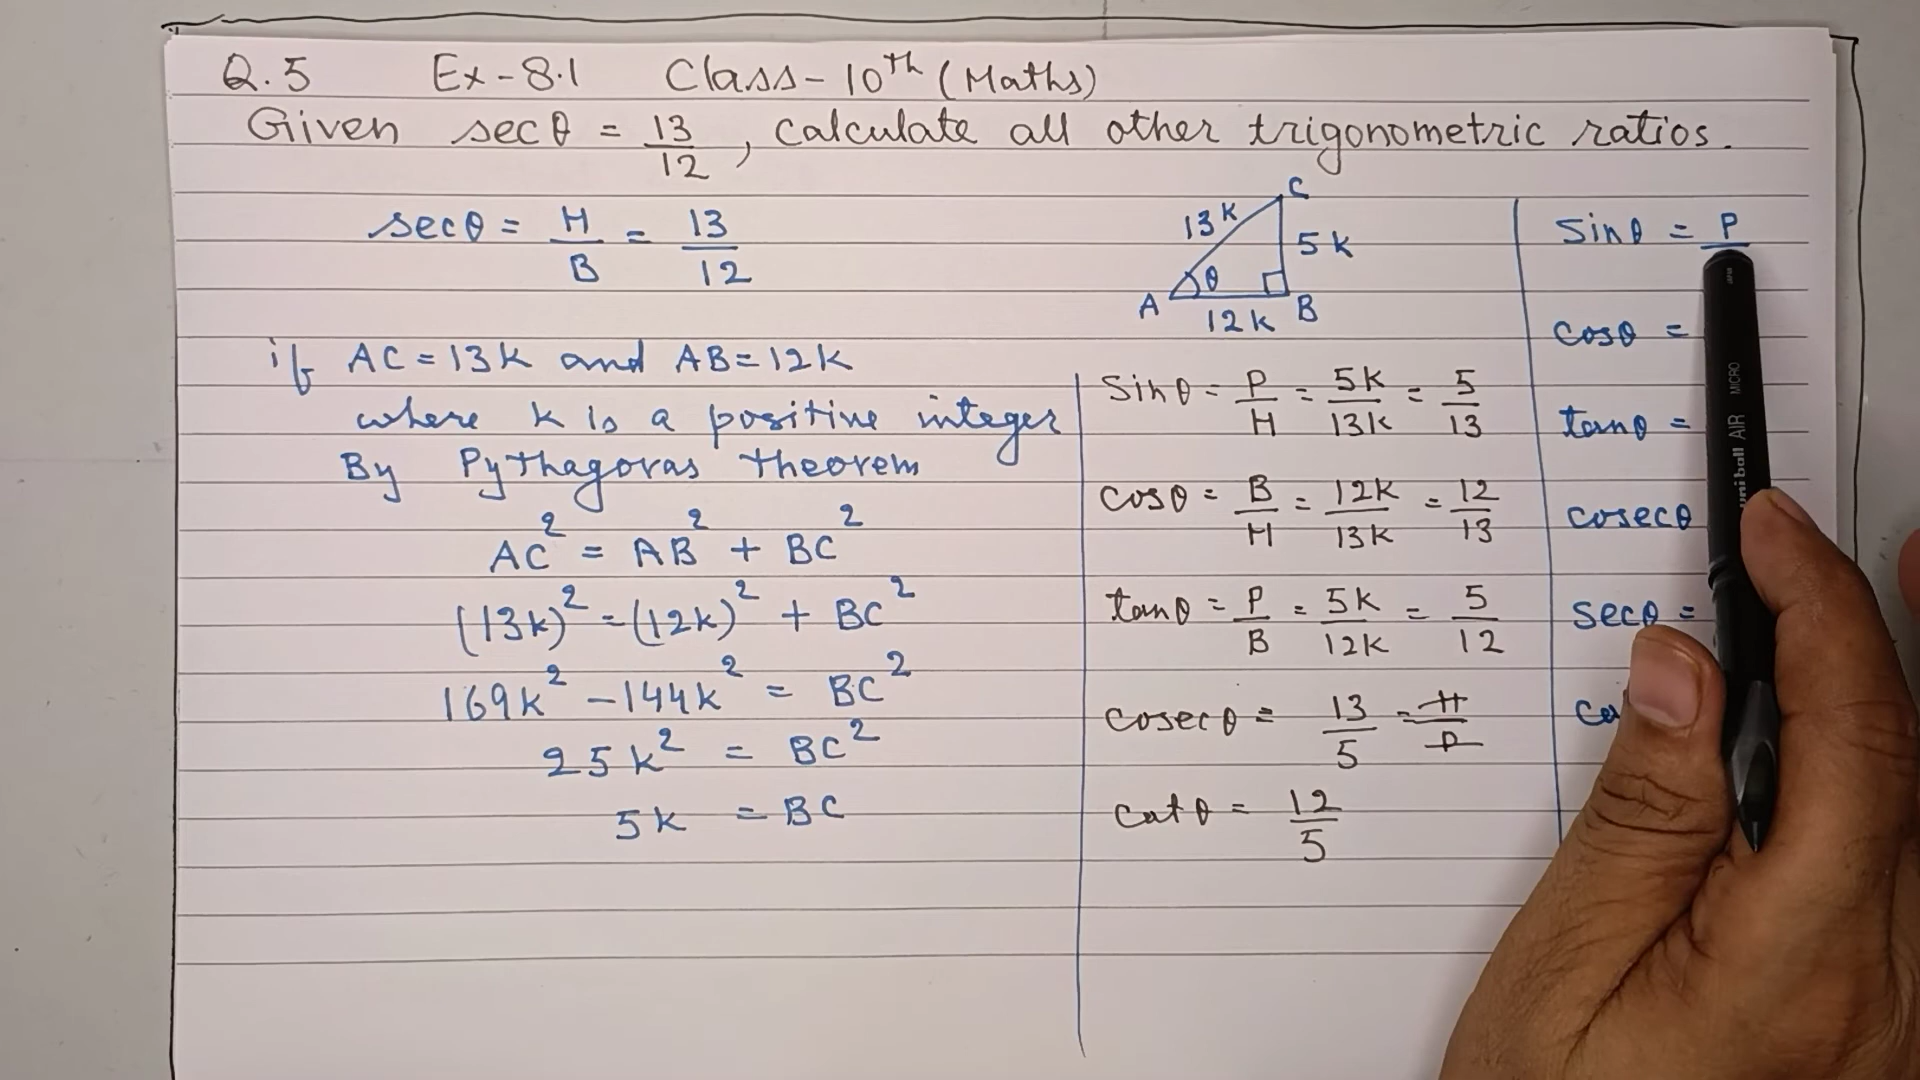 Q.5 Ex-8.1 Class-10th (Maths)
Given secθ = 13/12, calculate all other trigonometric ratios.
secθ = H/B = 13/12
if AC = 13k and AB = 12k
where k is a positive integer
By Pythagoras theorem
AC² = AB² + BC²
(13k)² = (12k)² + BC²
169k² - 144k² = BC²
25k² = BC²
5k = BC
C
13k
5k
θ
A
B
12k
Sinθ = P/H = 5k/13k = 5/13
cosθ = B/H = 12k/13k = 12/13
tanθ = P/B = 5k/12k = 5/12
cosecθ = 13/5 = H/P
cotθ = 12/5
Sinθ = P
cosθ =
tanθ =
cosecθ
secθ =
uniball AIR MICRO